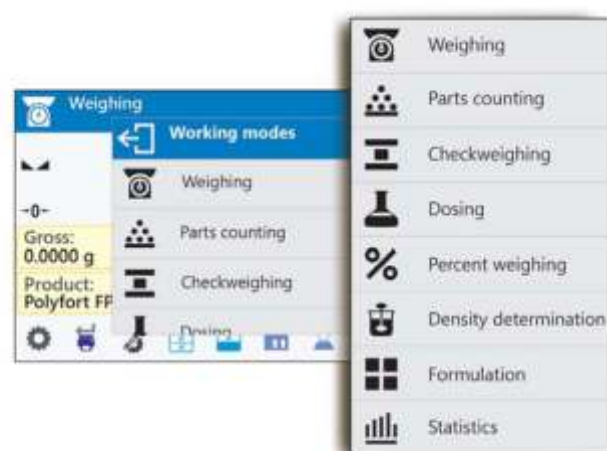 Weighing
Working modes
Weighing
-0-
Parts counting
Gross:
0.0000 g
Checkweighing
Product:
Polyfort FP
Dosing
Weighing
Parts counting
Checkweighing
Dosing
Percent weighing
Density determination
Formulation
Statistics